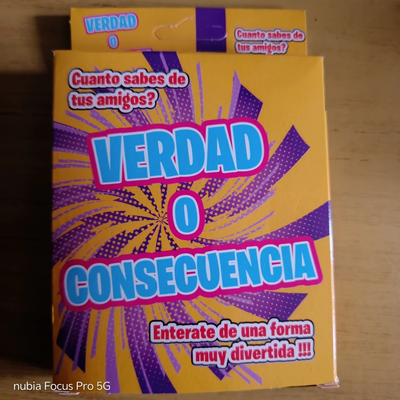 VERDAD
O
Cuanto sabes de
tus amigos?
Cuanto sabes de
tus amigos?
VERDAD
O
CONSECUENCIA
Enterate de una forma
muy divertida !!!
nubia Focus Pro 5G